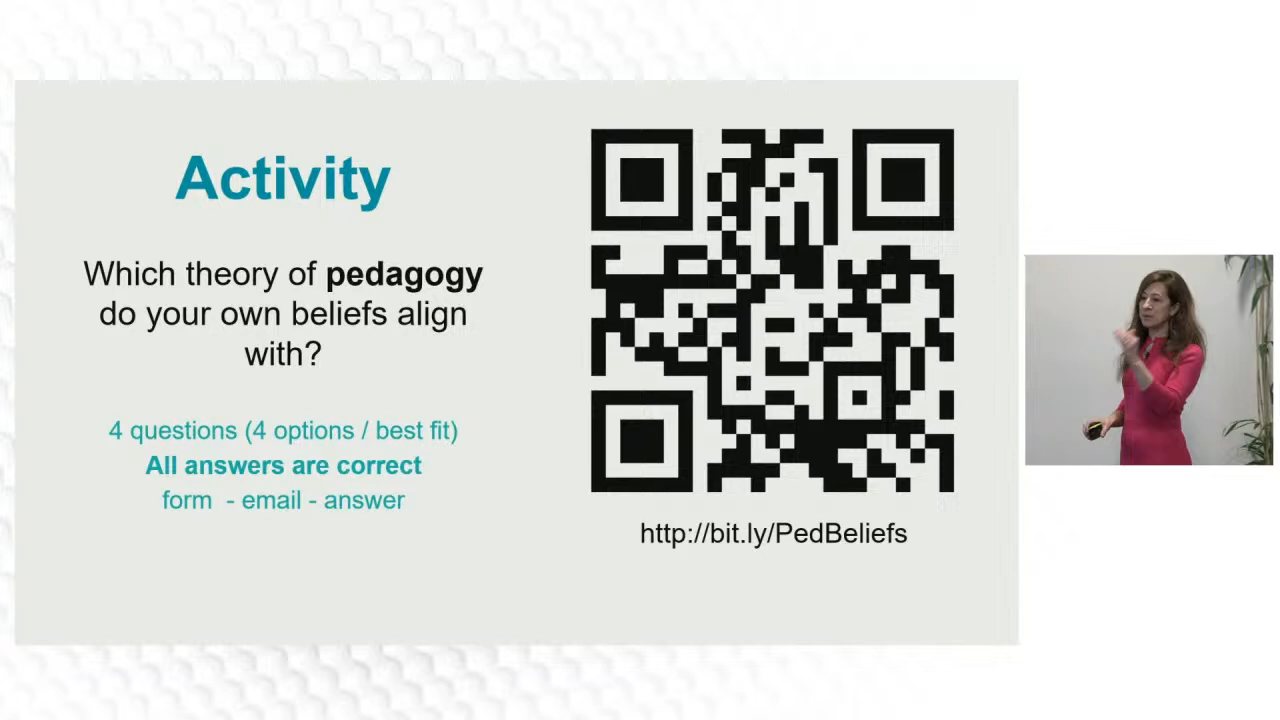 Activity
Which theory of pedagogy
do your own beliefs align
with?
4 questions (4 options / best fit)
All answers are correct
form - email - answer
http://bit.ly/PedBeliefs